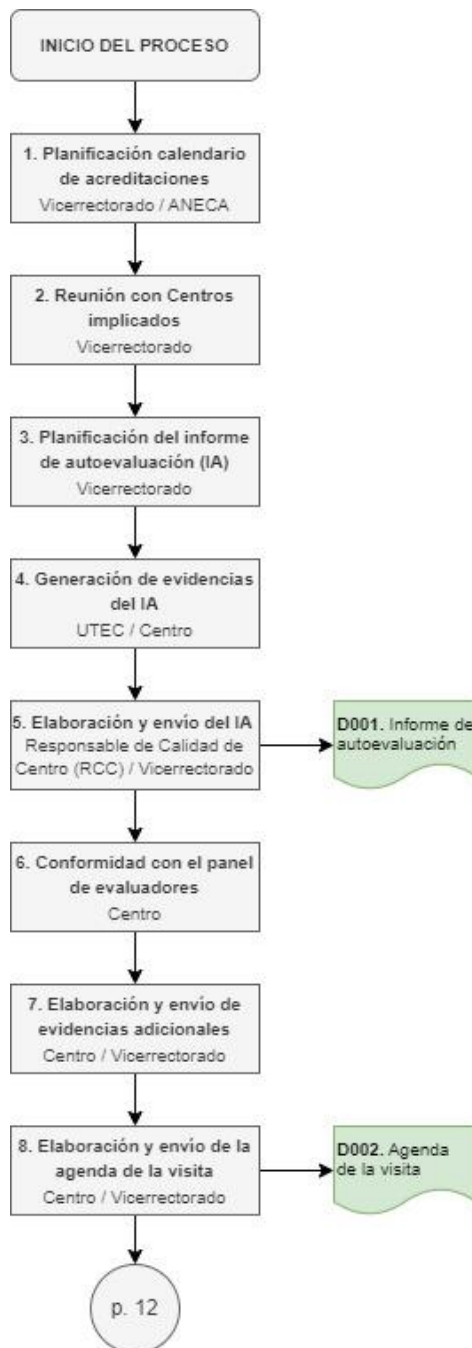 INICIO DEL PROCESO
1. Planificación calendario
de acreditaciones
Vicerrectorado / ANECA
2. Reunión con Centros
implicados
Vicerrectorado
3. Planificación del informe
de autoevaluación (IA)
Vicerrectorado
4. Generación de evidencias
del IA
UTEC / Centro
5. Elaboración y envío del IA
Responsable de Calidad de
Centro (RCC) / Vicerrectorado
D001. Informe de
autoevaluación
6. Conformidad con el panel
de evaluadores
Centro
7. Elaboración y envío de
evidencias adicionales
Centro / Vicerrectorado
8. Elaboración y envío de la
agenda de la visita
Centro / Vicerrectorado
D002. Agenda
de la visita
p. 12